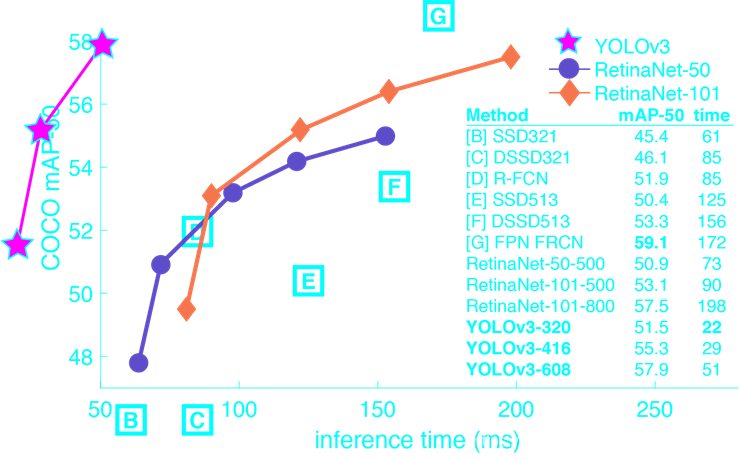 G
58
56
54
52
50
48
COCO mAP-50
D
E
F
B
C
50
100
150
200
250
inference time (ms)
YOLOv3
RetinaNet-50
RetinaNet-101
Method mAP-50 time
[B] SSD321 45.4 61
[C] DSSD321 46.1 85
[D] R-FCN 51.9 85
[E] SSD513 50.4 125
[F] DSSD513 53.3 156
[G] FPN FRCN 59.1 172
RetinaNet-50-500 50.9 73
RetinaNet-101-500 53.1 90
RetinaNet-101-800 57.5 198
YOLOv3-320 51.5 22
YOLOv3-416 55.3 29
YOLOv3-608 57.9 51